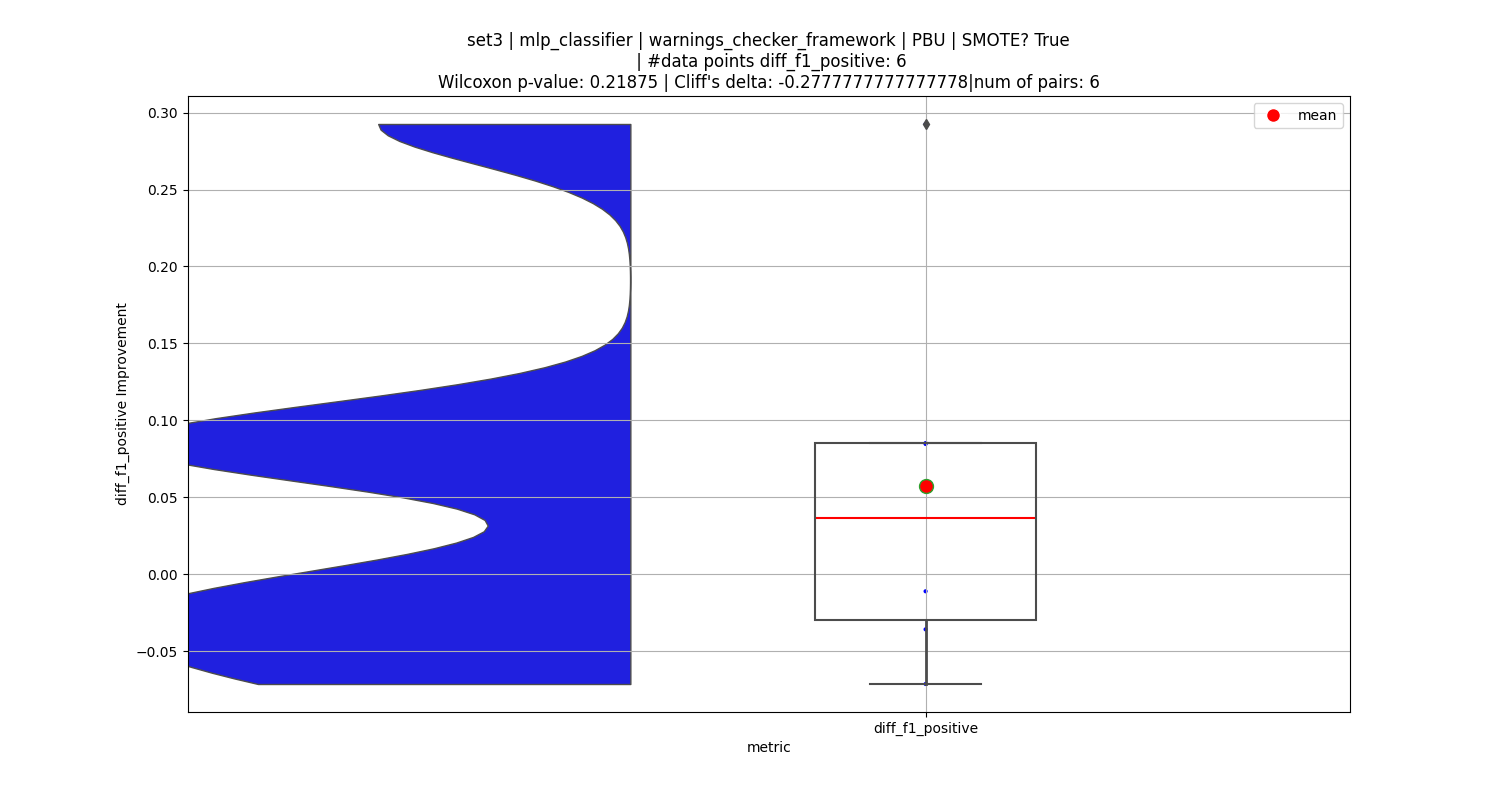 set3 | mlp_classifier | warnings_checker_framework | PBU | SMOTE? True
| #data points diff_f1_positive: 6
Wilcoxon p-value: 0.21875 | Cliff's delta: -0.2777777777777778|num of pairs: 6
mean
0.30
0.25
0.20
0.15
0.10
0.05
0.00
−0.05
diff_f1_positive Improvement
diff_f1_positive
metric